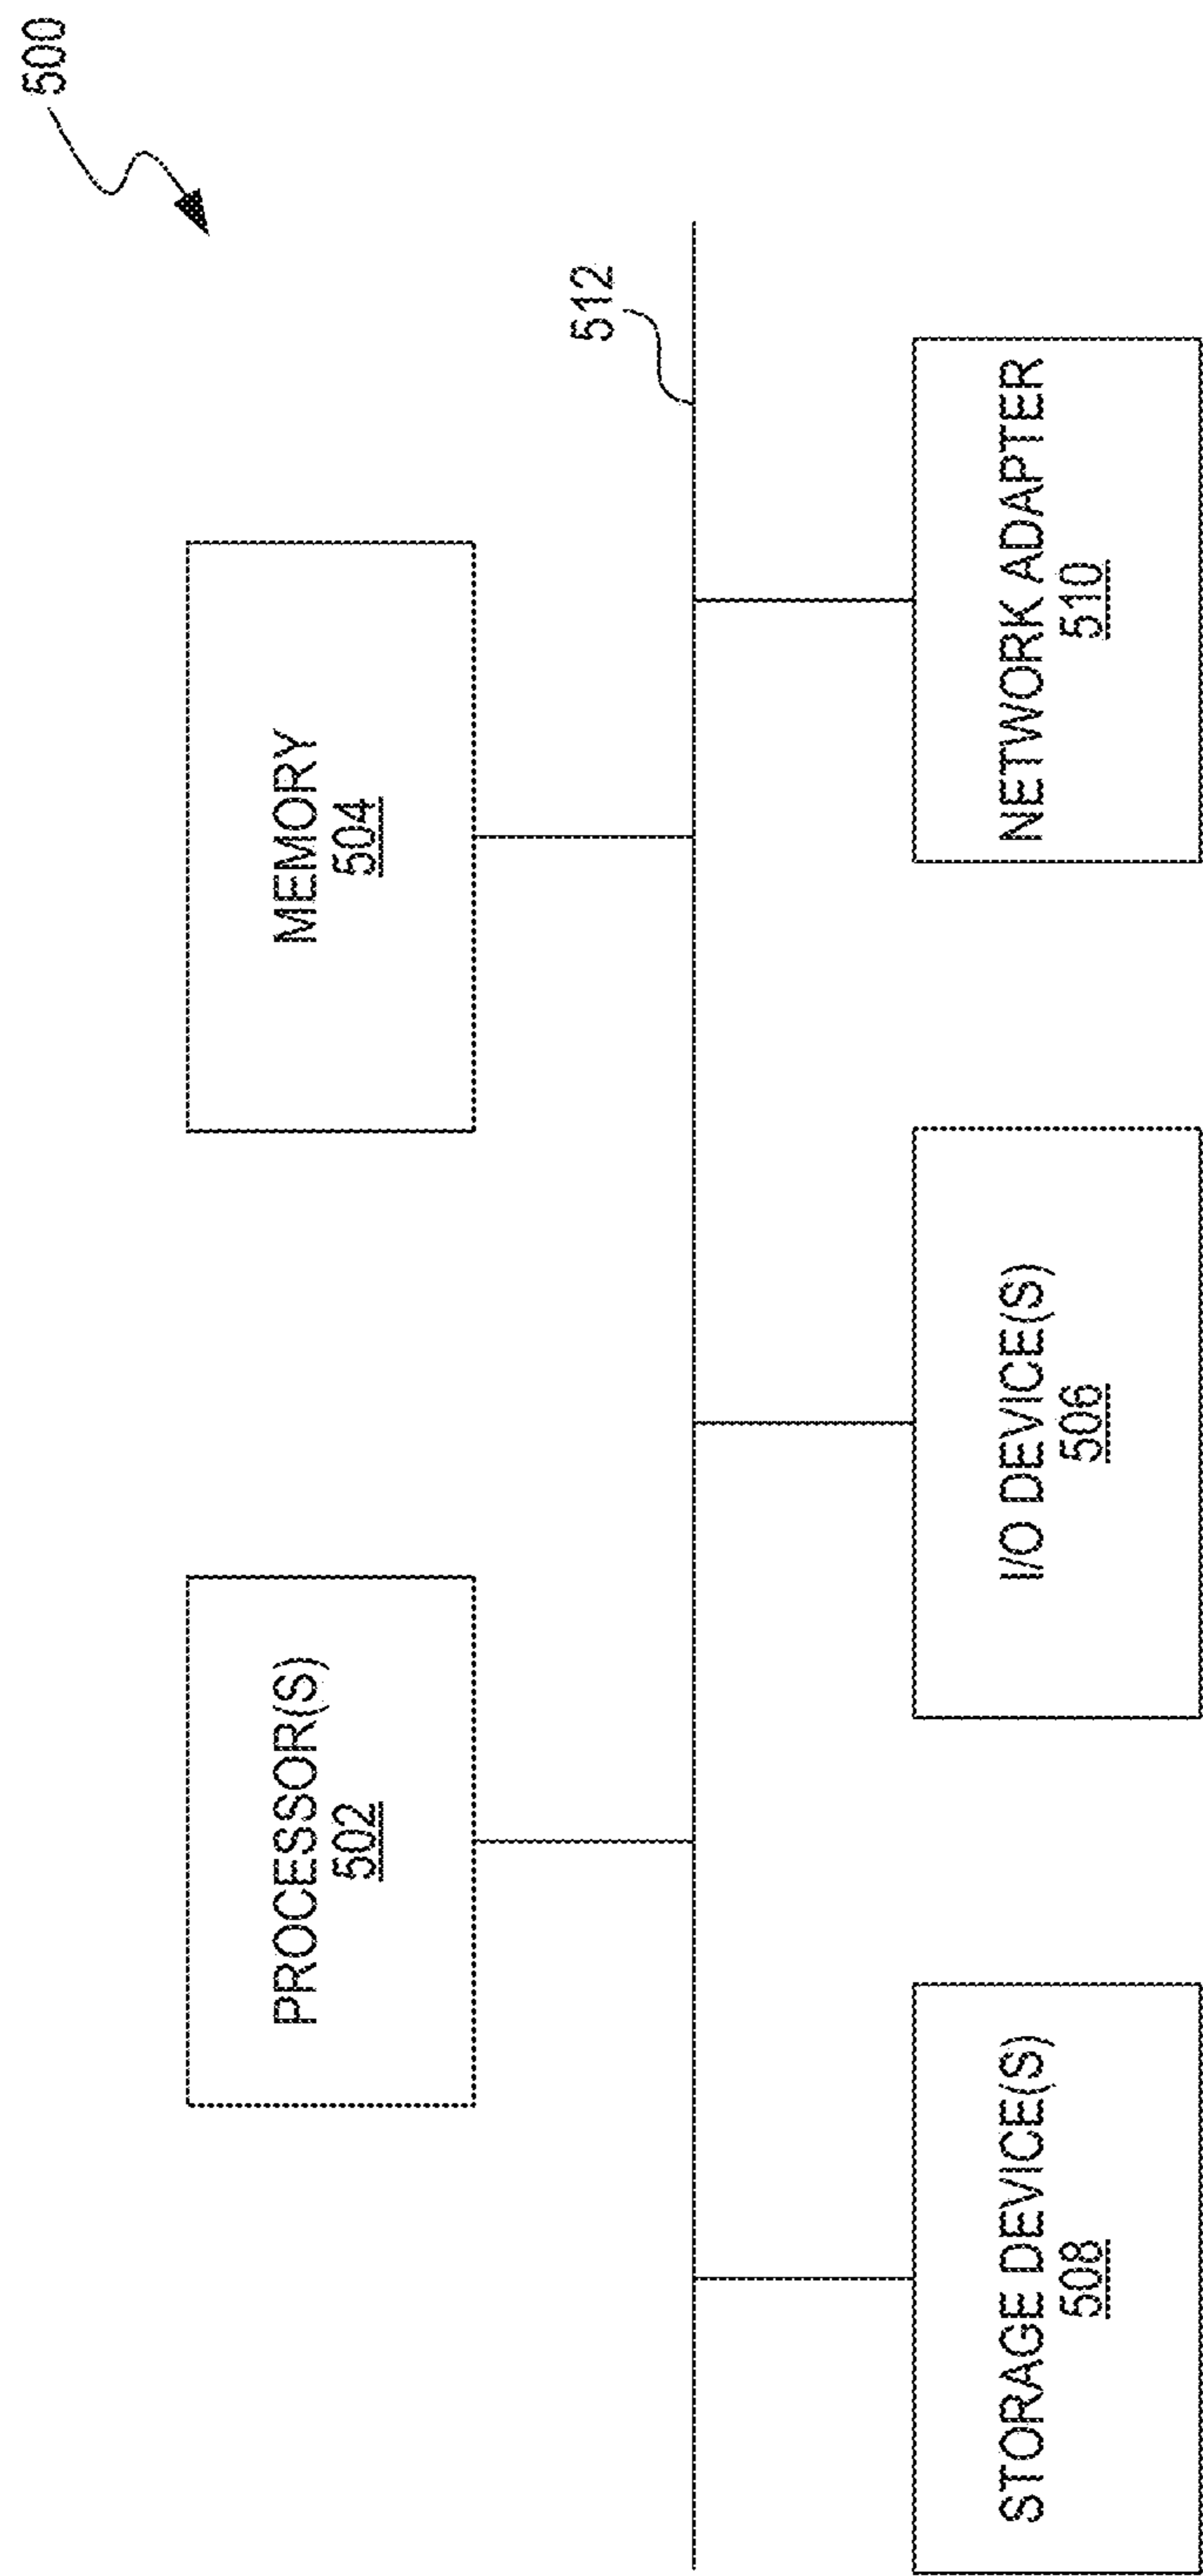 500
PROCESSOR(S)
502
MEMORY
504
512
STORAGE DEVICE(S)
508
I/O DEVICE(S)
506
NETWORK ADAPTER
510